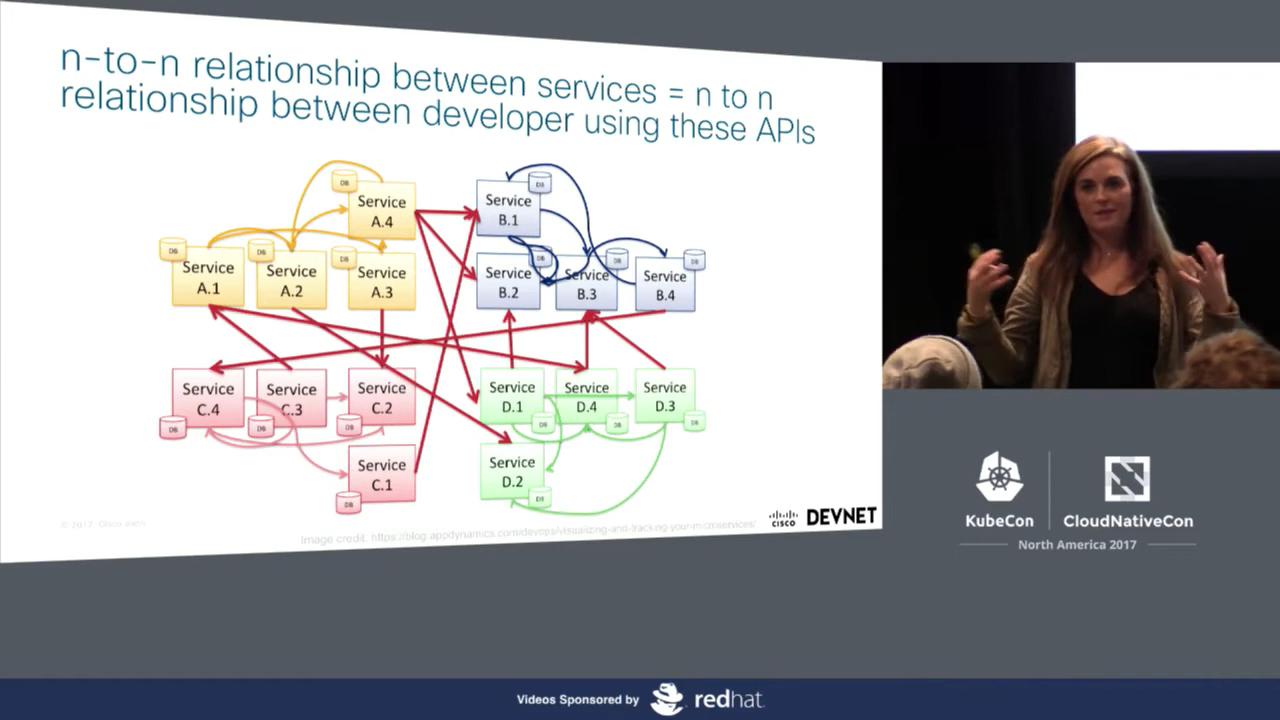 n-to-n relationship between services = n to n
relationship between developer using these APIs
DB
Service
A.4
DB
Service
A.1
DB
Service
A.2
DB
Service
A.3
DB
Service
B.1
DB
Service
B.2
DB
Service
B.3
DB
Service
B.4
Service
C.4
DB
Service
C.3
DB
Service
C.2
DB
Service
C.1
DB
Service
D.1
DB
Service
D.4
DB
Service
D.3
DB
Service
D.2
DB
© 2017
Image credit: https://blog.appdynamics.com/devops/visualizing-and-tracking-your-microservices/
CISCO DEVNET
KubeCon
CloudNativeCon
North America 2017
Videos Sponsored by redhat